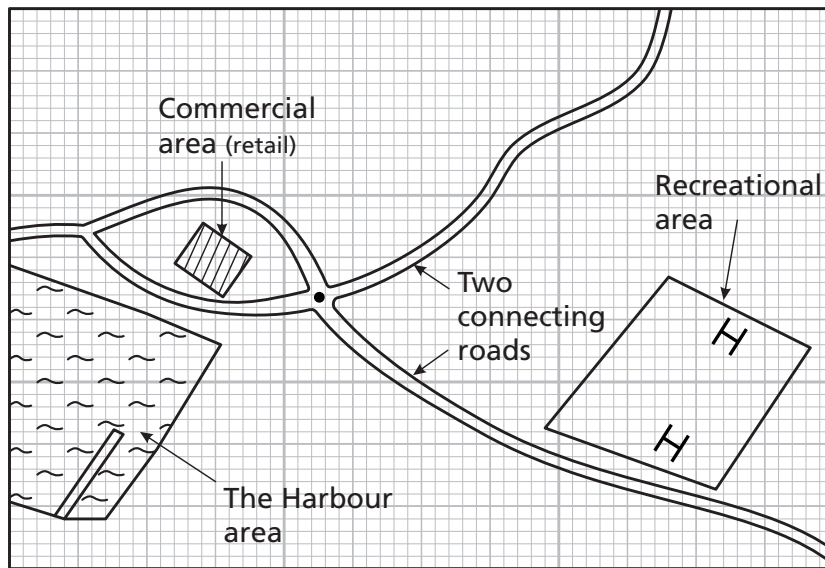 Commercial
area (retail)
Recreational
area
Two
connecting
roads
The Harbour
area